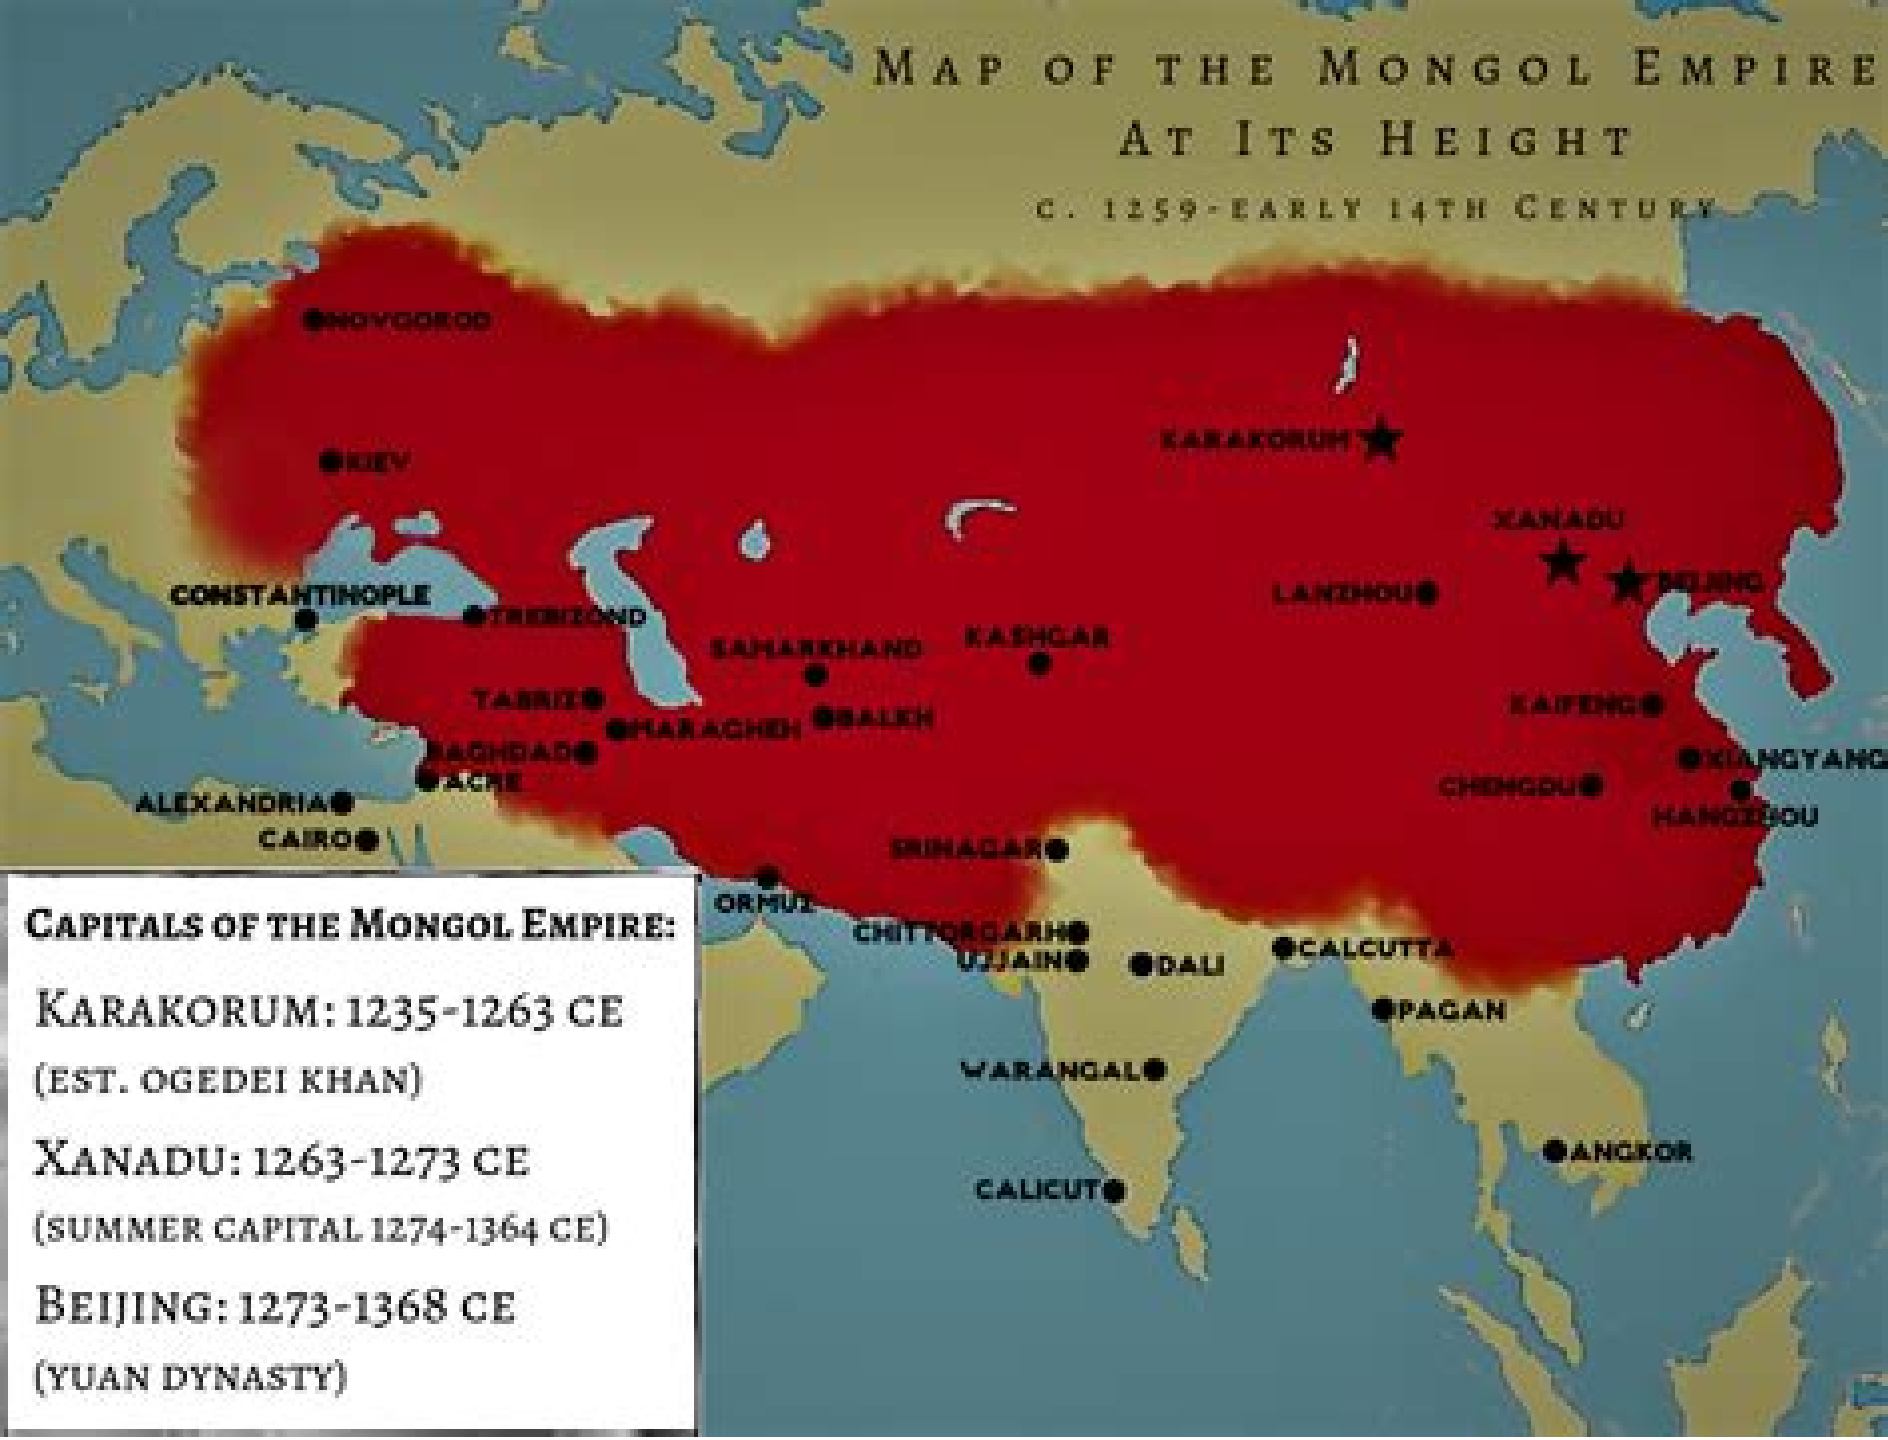 Map of the Mongol Empire
At Its Height
c. 1259-early 14th Century
NOVGOROD
KIEV
KARAKORUM
XANADU
BEIJING
LANZHOU
CONSTANTINOPLE
TREBIZOND
SAMARKHAND
KASHGAR
TABRIZ
MARAGHEH
BALKH
KAIFENG
BAGHDAD
ACRE
XIANGYANG
CHENGDU
HANGZHOU
ALEXANDRIA
CAIRO
SRINAGAR
ORMUZ
CHITTORGARH
UJJAIN
DALI
CALCUTTA
PAGAN
WARANGAL
ANGKOR
CALICUT
Capitals of the Mongol Empire:
Karakorum: 1235-1263 CE
(est. Ogedei Khan)
Xanadu: 1263-1273 CE
(summer capital 1274-1364 CE)
Beijing: 1273-1368 CE
(Yuan Dynasty)